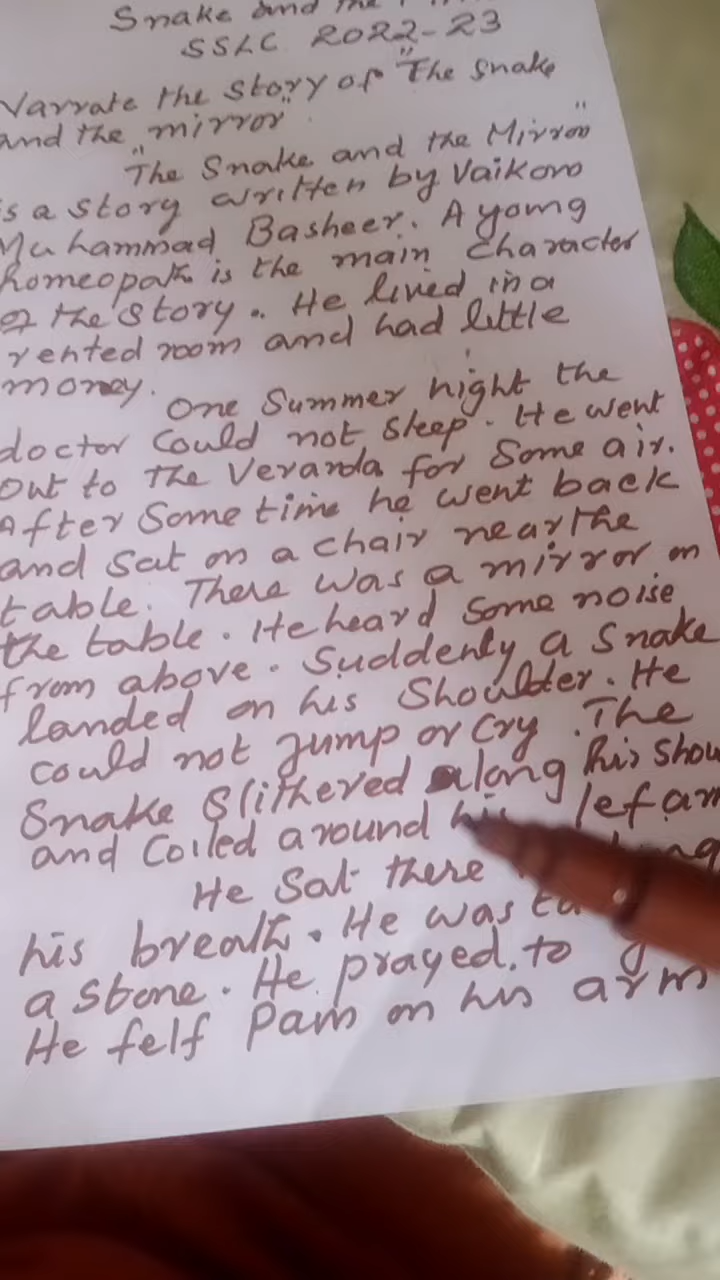 Snake and the
SSLC 2022-23
Narrate the story of "The snake
and the mirror".
"The Snake and the Mirror"
is a story written by Vaikom
Muhammad Basheer. A young
homeopath is the main character
of the story. He lived in a
rented room and had little
money.
One Summer night the
doctor could not sleep. He went
out to the Veranda for some air.
After Sometime he went back
and sat on a chair near the
table. There was a mirror on
the table. He heard some noise
from above. Suddenly a snake
landed on his Shoulder. He
could not jump or cry. The
Snake slithered along his shou
and coiled around his lef arm
He Sat there
his breath. He was
a stone. He prayed to
He felf Pain on his arm